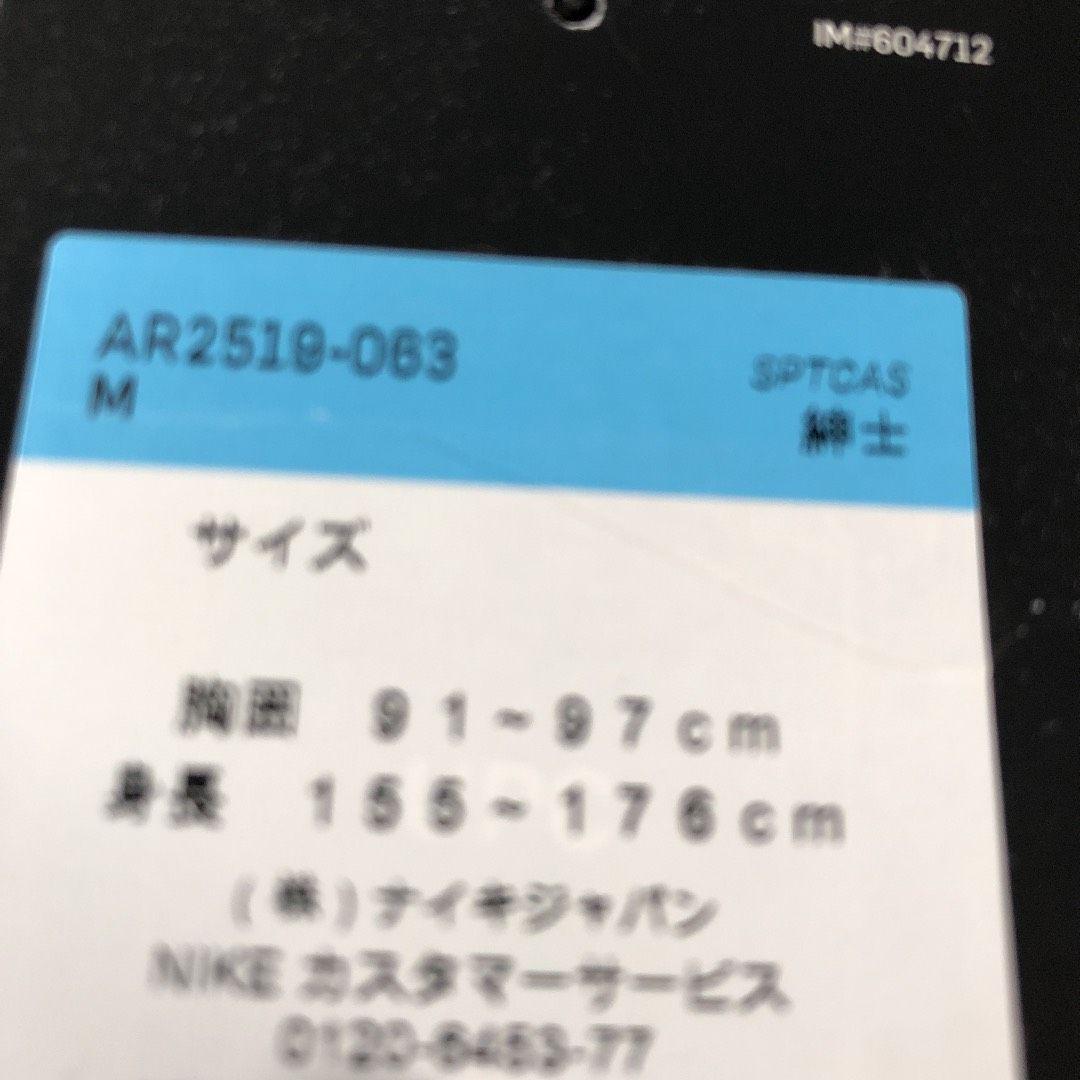 IM#604712
AR2519-063
M
SPTCAS
紳士
サイズ
胸囲 91~97cm
身長 155~176cm
(株)ナイキジャパン
NIKE カスタマーサービス
0120-6453-77